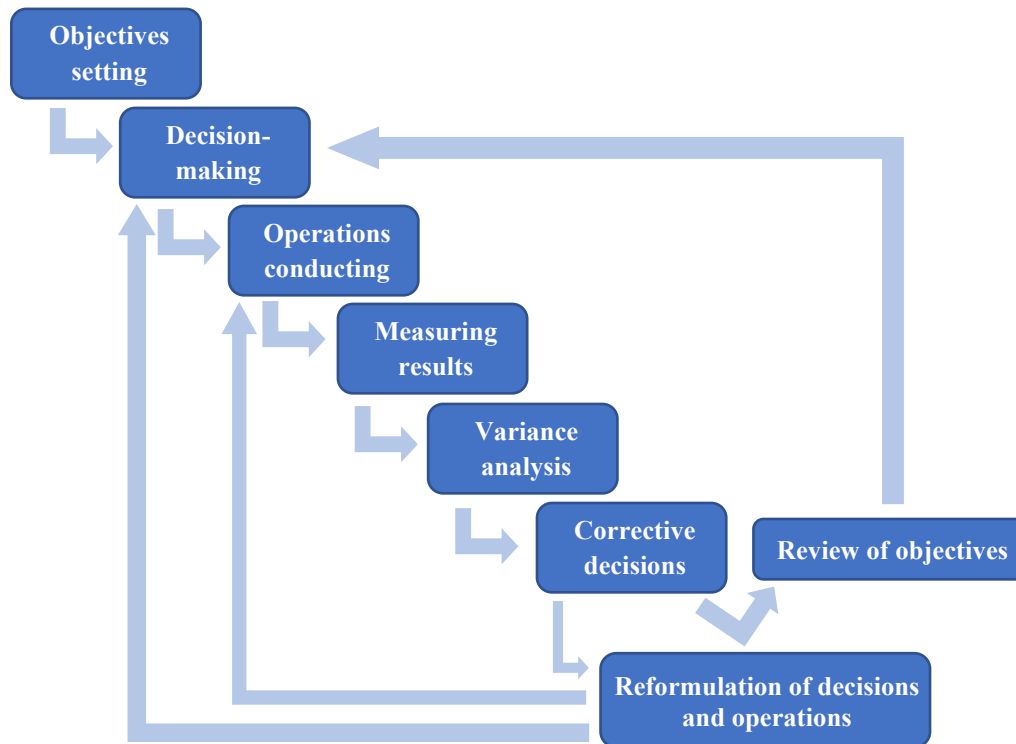 Objectives
setting
Decision-
making
Operations
conducting
Measuring
results
Variance
analysis
Corrective
decisions
Review of objectives
Reformulation of decisions
and operations